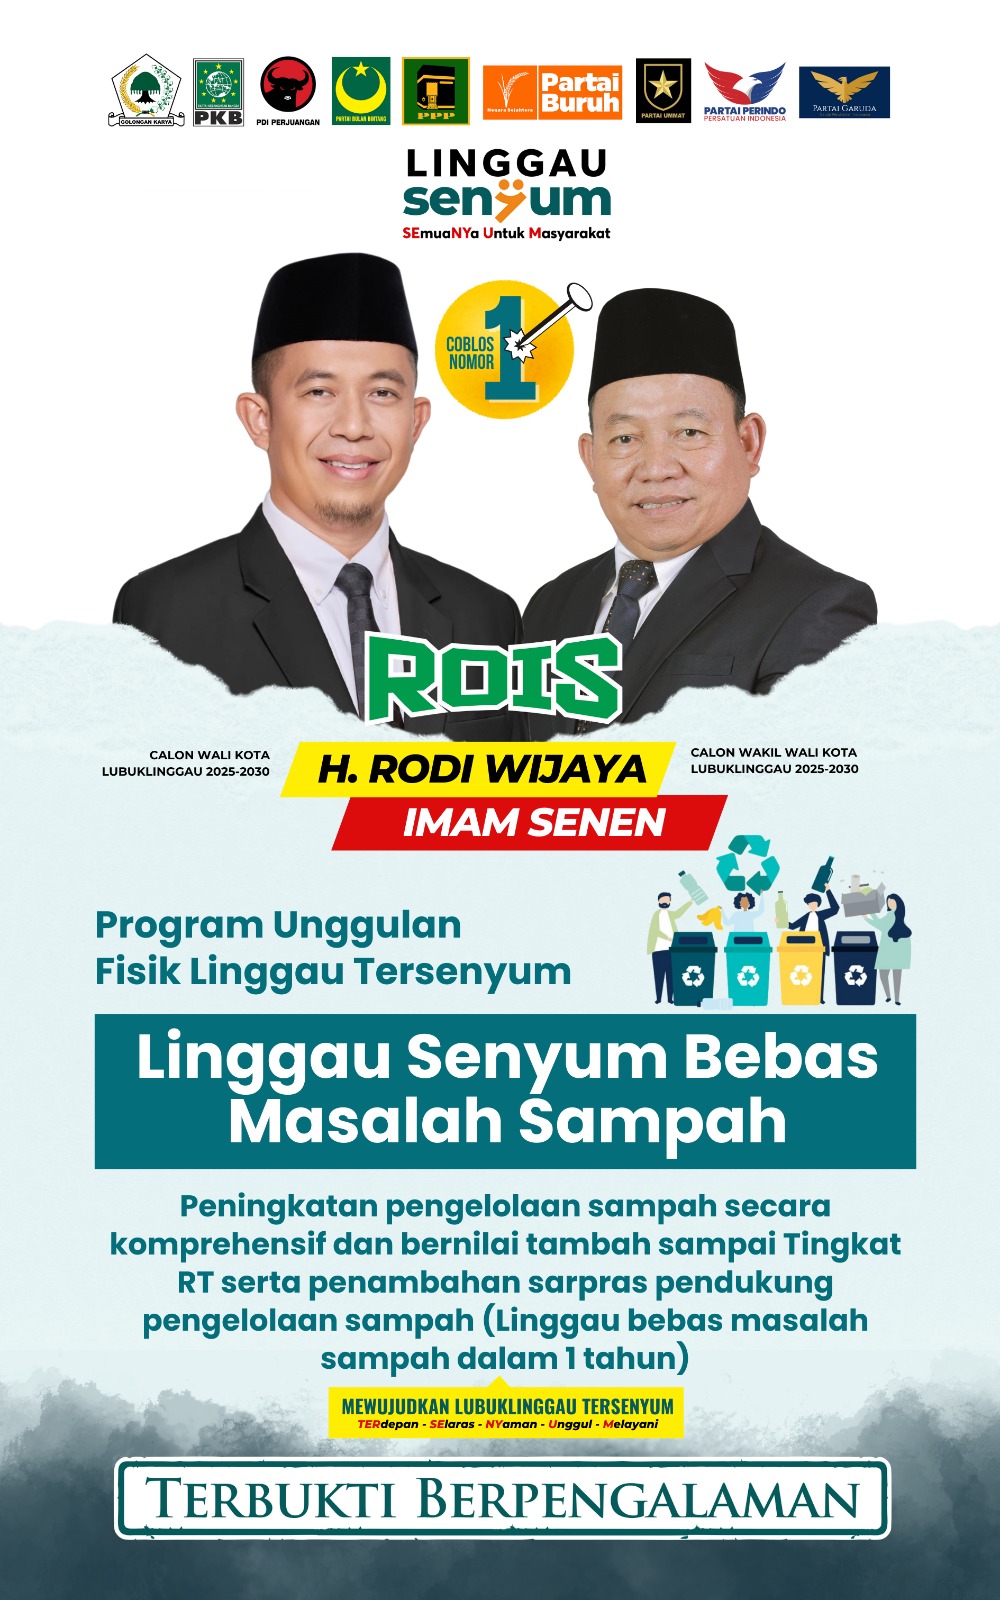 GOLONGAN KARYA
PKB
PDI PERJUANGAN
PARTAI BULAN BINTANG
PPP
Partai
Buruh
PARTAI UMMAT
PARTAI PERINDO
PERSATUAN INDONESIA
PARTAI GARUDA
LINGGAU
senyum
SEmuaNYa Untuk Masyarakat
COBLOS
NOMOR
1
ROIS
CALON WALI KOTA
LUBUKLINGGAU 2025-2030
H. RODI WIJAYA
CALON WAKIL WALI KOTA
LUBUKLINGGAU 2025-2030
IMAM SENEN
Program Unggulan
Fisik Linggau Tersenyum
Linggau Senyum Bebas
Masalah Sampah
Peningkatan pengelolaan sampah secara
komprehensif dan bernilai tambah sampai Tingkat
RT serta penambahan sarpras pendukung
pengelolaan sampah (Linggau bebas masalah
sampah dalam 1 tahun)
MEWUJUDKAN LUBUKLINGGAU TERSENYUM
TERdepan - SElaras - NYaman - Unggul - Melayani
TERBUKTI BERPENGALAMAN